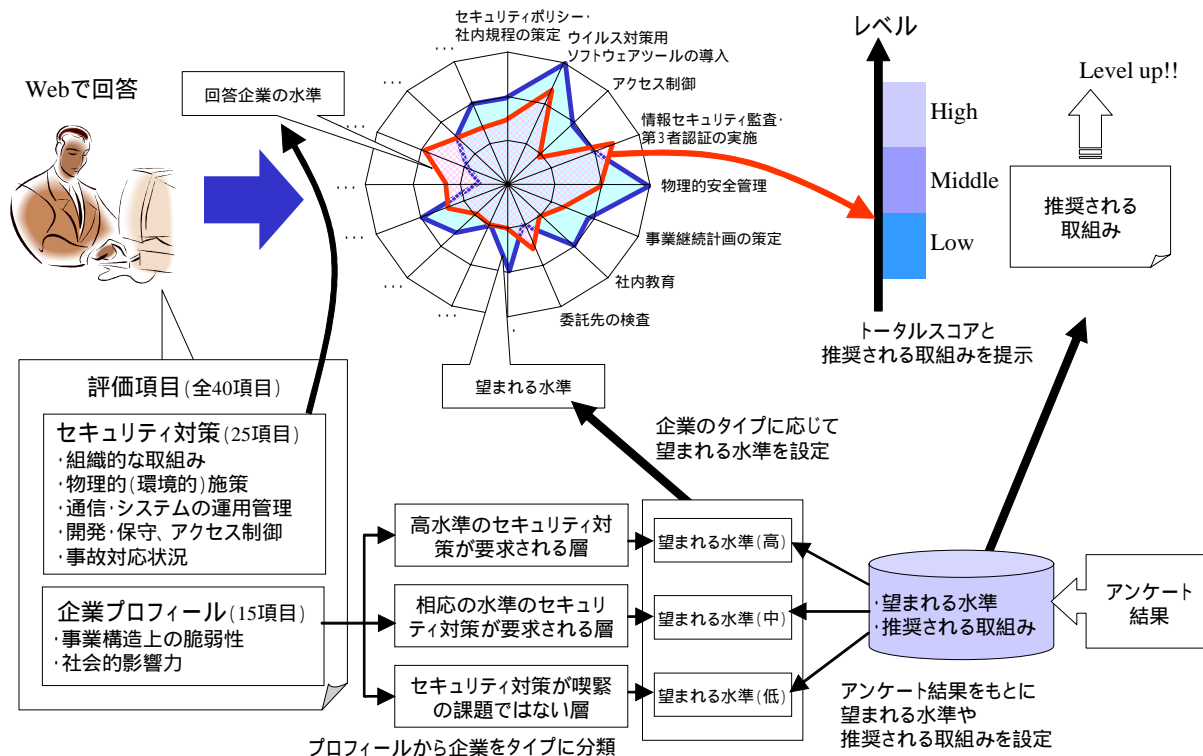 Webで回答
回答企業の水準
セキュリティポリシー・
社内規程の策定
ウイルス対策用
ソフトウェアツールの導入
アクセス制御
情報セキュリティ監査・
第3者認証の実施
物理的安全管理
事業継続計画の策定
社内教育
委託先の検査
.
...
...
...
...
...
...
...
望まれる水準
レベル
High
Middle
Low
Level up!!
推奨される
取組み
トータルスコアと
推奨される取組みを提示
評価項目(全40項目)
セキュリティ対策(25項目)
・組織的な取組み
・物理的(環境的)施策
・通信・システムの運用管理
・開発・保守、アクセス制御
・事故対応状況
企業プロフィール(15項目)
・事業構造上の脆弱性
・社会的影響力
高水準のセキュリティ対
策が要求される層
相応の水準のセキュリ
ティ対策が要求される層
セキュリティ対策が喫緊
の課題ではない層
プロフィールから企業をタイプに分類
企業のタイプに応じて
望まれる水準を設定
望まれる水準(高)
望まれる水準(中)
望まれる水準(低)
・望まれる水準
・推奨される取組み
アンケート
結果
アンケート結果をもとに
望まれる水準や
推奨される取組みを設定